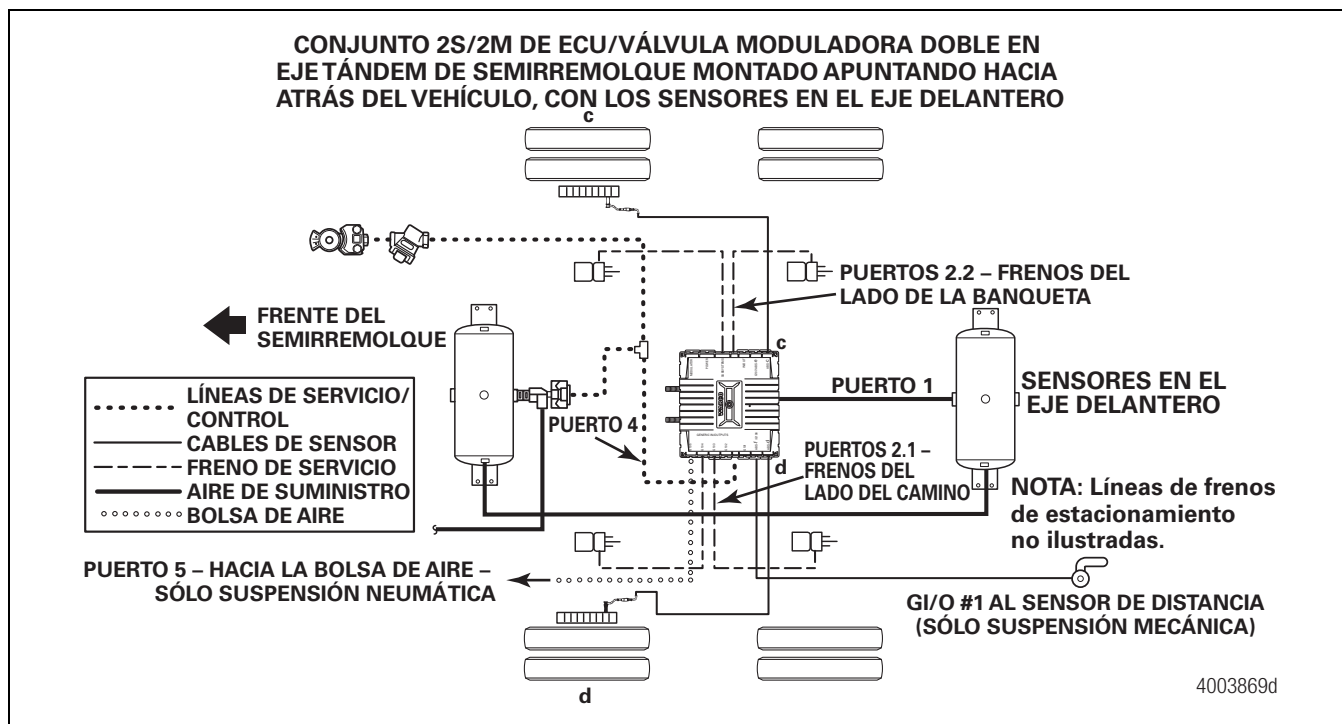 CONJUNTO 2S/2M DE ECU/VÁLVULA MODULADORA DOBLE EN
EJE TÁNDEM DE SEMIRREMOLQUE MONTADO APUNTANDO HACIA
ATRÁS DEL VEHÍCULO, CON LOS SENSORES EN EL EJE DELANTERO
c
PUERTOS 2.2 – FRENOS DEL
LADO DE LA BANQUETA
FRENTE DEL
SEMIRREMOLQUE
c
PUERTO 1
SENSORES EN EL
EJE DELANTERO
LÍNEAS DE SERVICIO/
CONTROL
CABLES DE SENSOR
FRENO DE SERVICIO
AIRE DE SUMINISTRO
BOLSA DE AIRE
PUERTO 4
d
PUERTOS 2.1 –
FRENOS DEL
LADO DEL CAMINO
NOTA: Líneas de frenos
de estacionamiento
no ilustradas.
PUERTO 5 – HACIA LA BOLSA DE AIRE –
SÓLO SUSPENSIÓN NEUMÁTICA
GI/O #1 AL SENSOR DE DISTANCIA
(SÓLO SUSPENSIÓN MECÁNICA)
d
4003869d